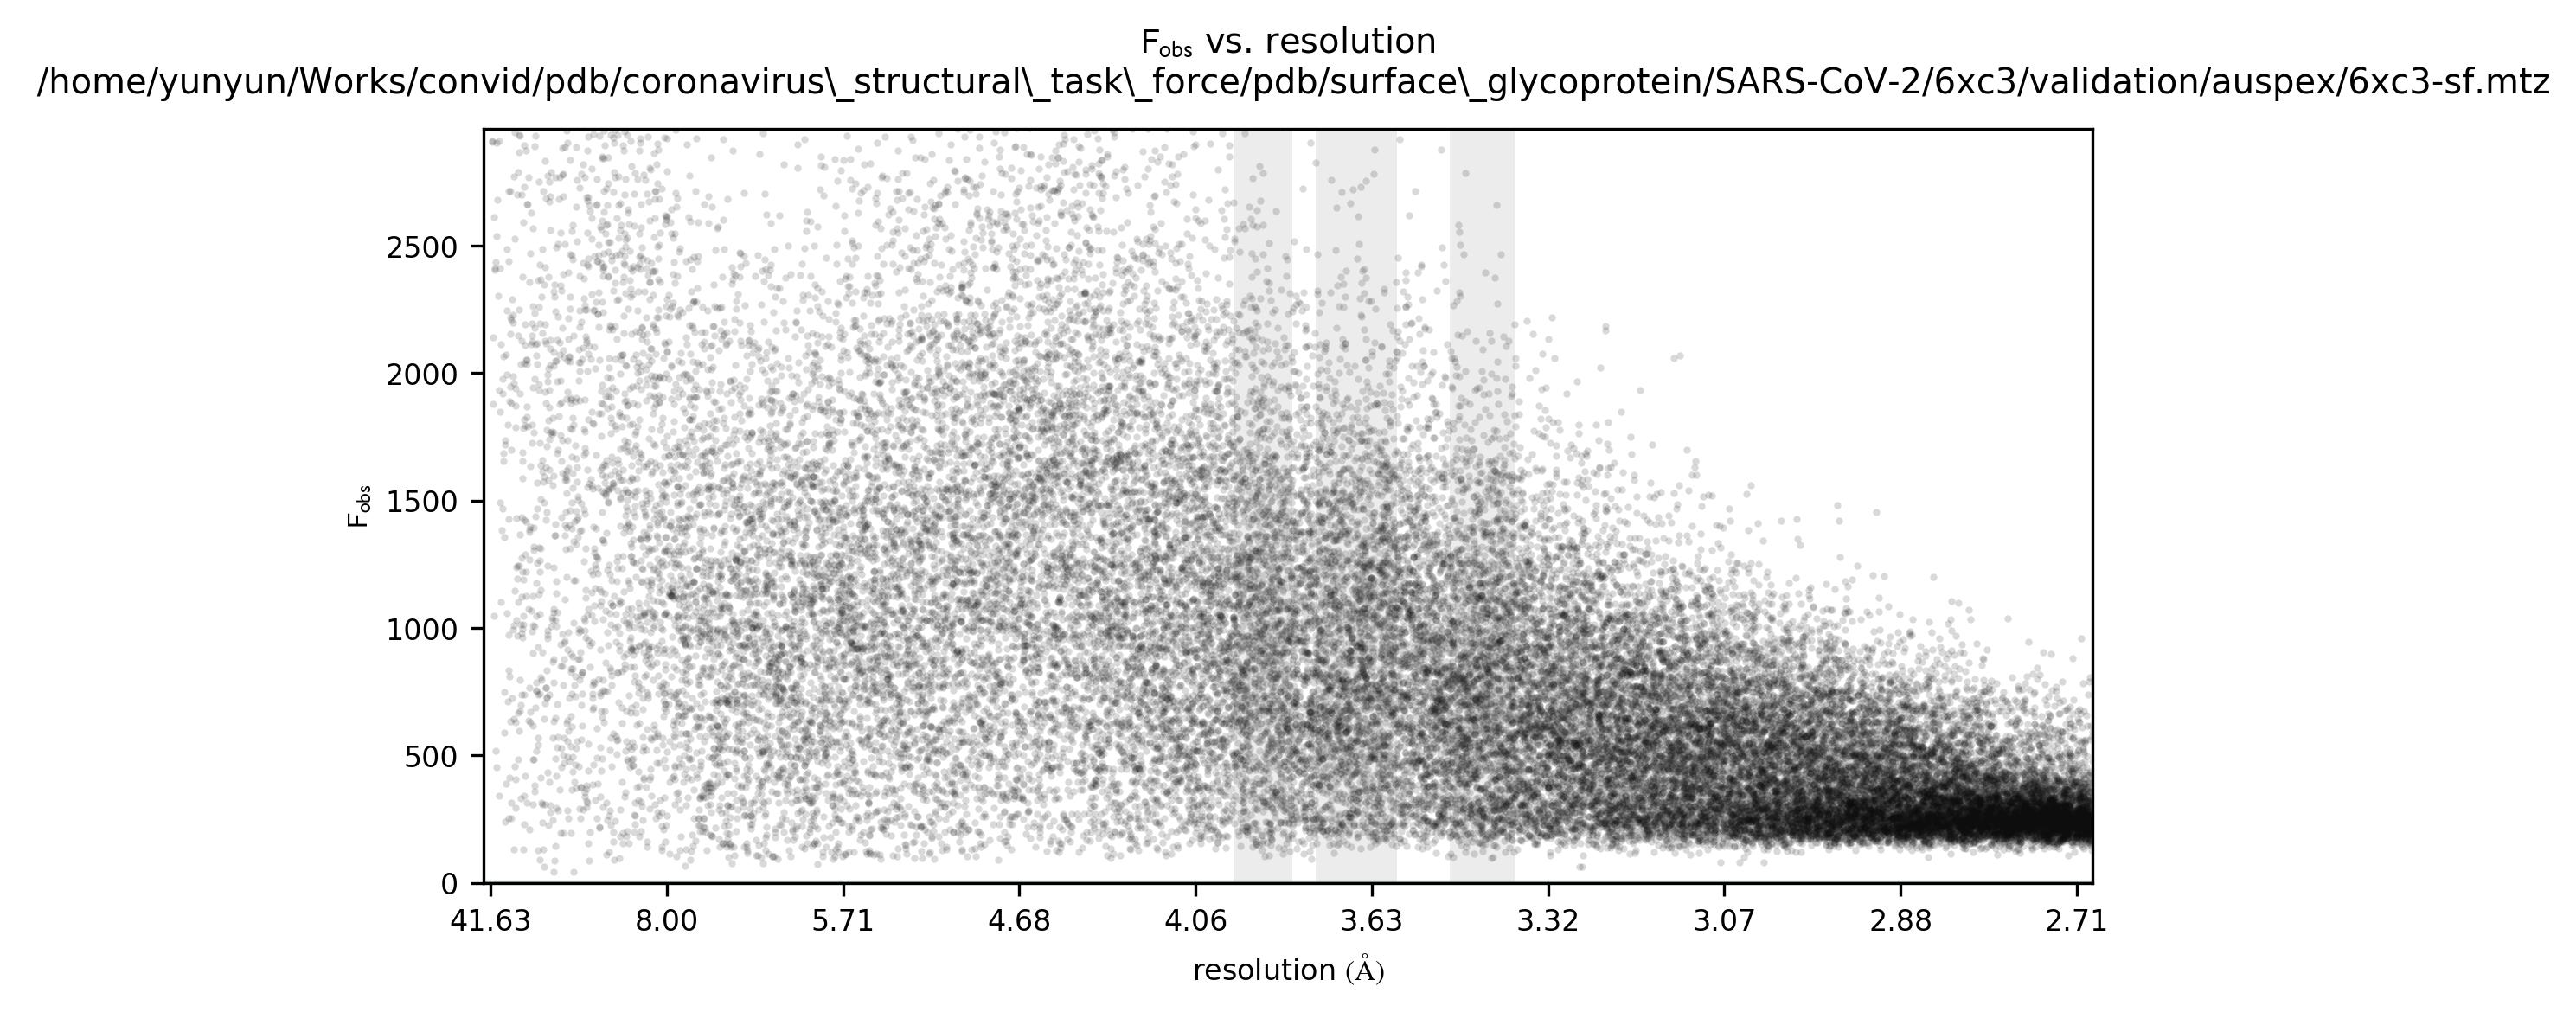 Fobs vs. resolution
/home/yunyun/Works/convid/pdb/coronavirus\_structural\_task\_force/pdb/surface\_glycoprotein/SARS-CoV-2/6xc3/validation/auspex/6xc3-sf.mtz
2500
2000
1500
1000
500
0
Fobs
41.63 8.00 5.71 4.68 4.06 3.63 3.32 3.07 2.88 2.71
resolution (Å)